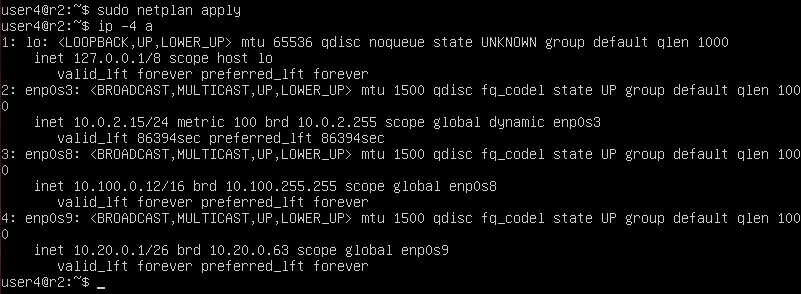 user4@r2:~$ sudo netplan apply
user4@r2:~$ ip -4 a
1: lo: <LOOPBACK,UP,LOWER_UP> mtu 65536 qdisc noqueue state UNKNOWN group default qlen 1000
    inet 127.0.0.1/8 scope host lo
       valid_lft forever preferred_lft forever
2: enp0s3: <BROADCAST,MULTICAST,UP,LOWER_UP> mtu 1500 qdisc fq_codel state UP group default qlen 100
0
    inet 10.0.2.15/24 metric 100 brd 10.0.2.255 scope global dynamic enp0s3
       valid_lft 86394sec preferred_lft 86394sec
3: enp0s8: <BROADCAST,MULTICAST,UP,LOWER_UP> mtu 1500 qdisc fq_codel state UP group default qlen 100
0
    inet 10.100.0.12/16 brd 10.100.255.255 scope global enp0s8
       valid_lft forever preferred_lft forever
4: enp0s9: <BROADCAST,MULTICAST,UP,LOWER_UP> mtu 1500 qdisc fq_codel state UP group default qlen 100
0
    inet 10.20.0.1/26 brd 10.20.0.63 scope global enp0s9
       valid_lft forever preferred_lft forever
user4@r2:~$ _